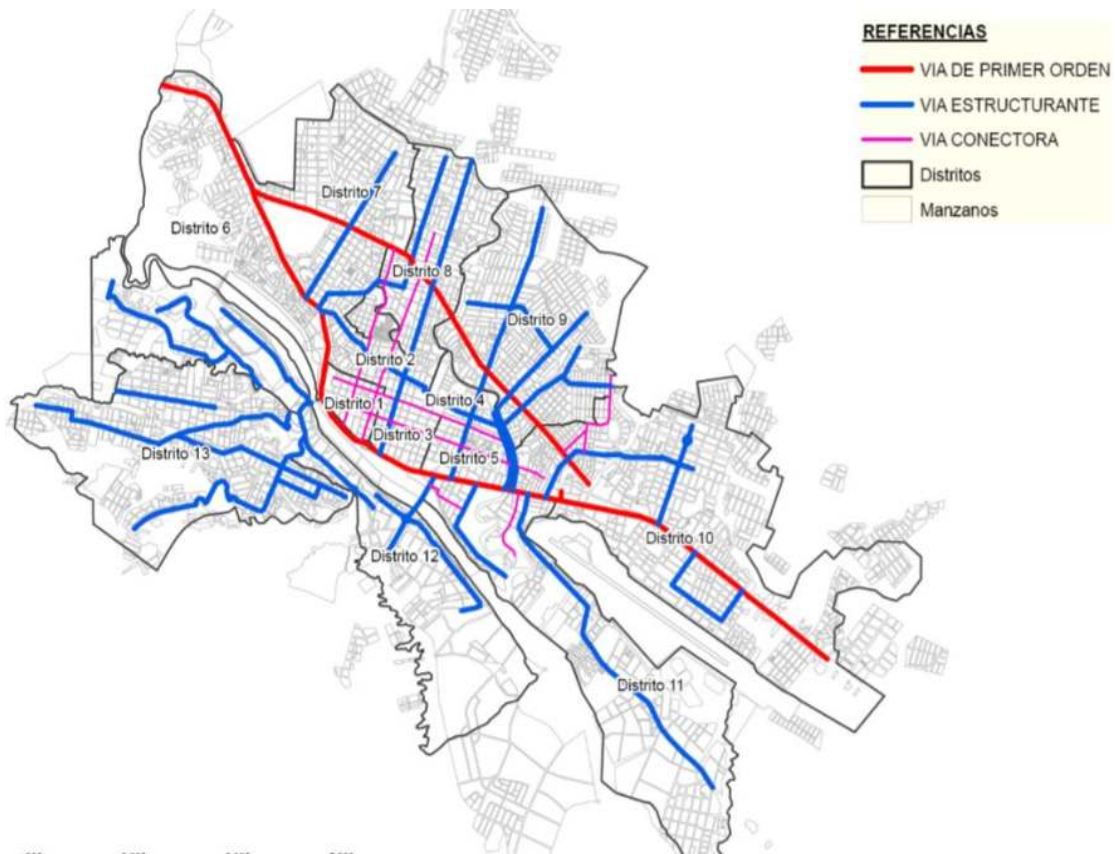 REFERENCIAS
VIA DE PRIMER ORDEN
VIA ESTRUCTURANTE
VIA CONECTORA
Distritos
Manzanos
Distrito 7
Distrito 6
Distrito 8
Distrito 9
Distrito 2
Distrito 1
Distrito 4
Distrito 3
Distrito 13
Distrito 5
Distrito 10
Distrito 12
Distrito 11